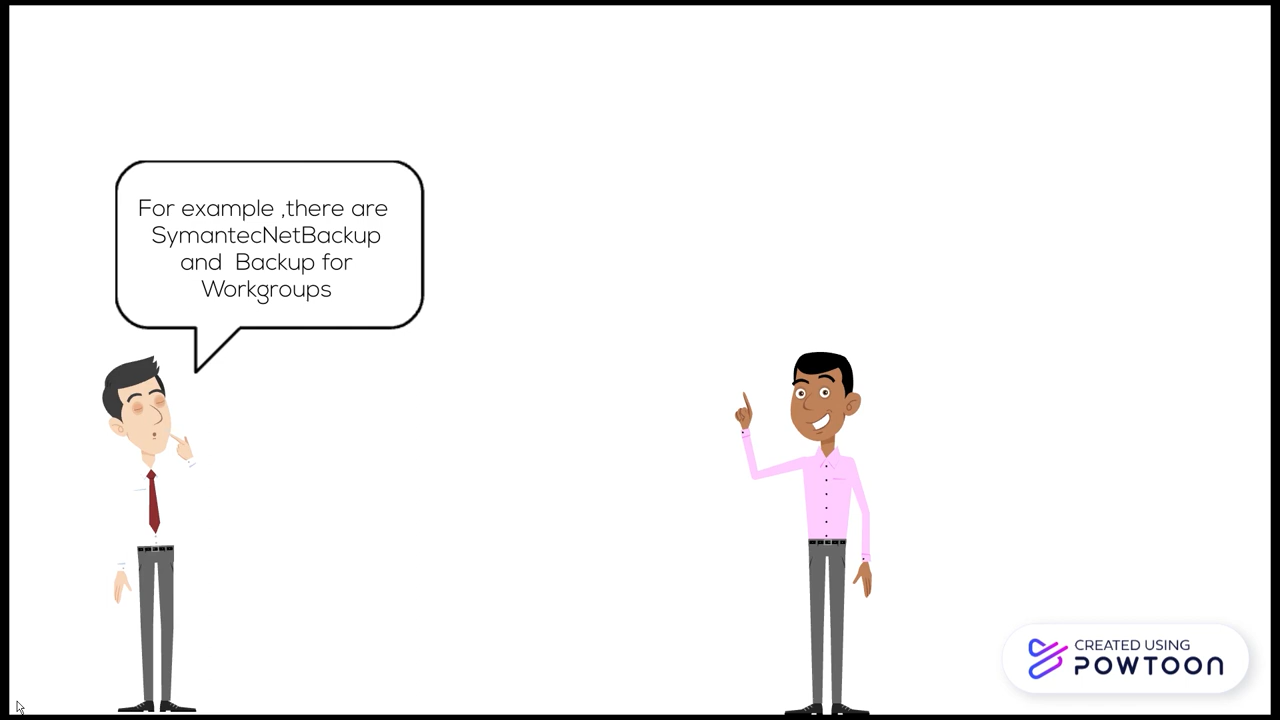 For example ,there are
SymantecNetBackup
and  Backup for
Workgroups
CREATED USING
POWTOON